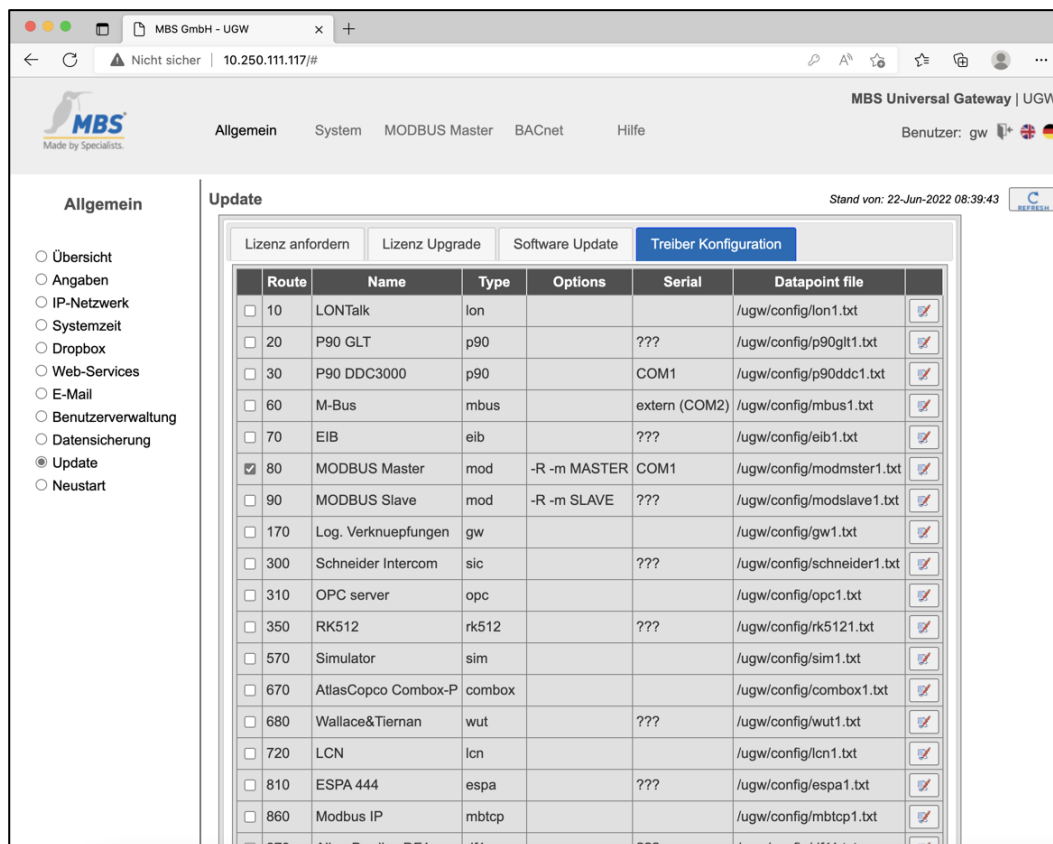 MBS GmbH - UGW
Nicht sicher | 10.250.111.117/#
MBS Universal Gateway | UGW
MBS
Made by Specialists.
Allgemein System MODBUS Master BACnet Hilfe
Benutzer: gw
Allgemein
Übersicht
Angaben
IP-Netzwerk
Systemzeit
Dropbox
Web-Services
E-Mail
Benutzerverwaltung
Datensicherung
Update
Neustart
Update
Stand von: 22-Jun-2022 08:39:43
REFRESH
Lizenz anfordern Lizenz Upgrade Software Update Treiber Konfiguration
Route Name Type Options Serial Datapoint file
10 LONTalk lon /ugw/config/lon1.txt
20 P90 GLT p90 ??? /ugw/config/p90glt1.txt
30 P90 DDC3000 p90 COM1 /ugw/config/p90ddc1.txt
60 M-Bus mbus extern (COM2) /ugw/config/mbus1.txt
70 EIB eib ??? /ugw/config/eib1.txt
80 MODBUS Master mod -R -m MASTER COM1 /ugw/config/modmster1.txt
90 MODBUS Slave mod -R -m SLAVE ??? /ugw/config/modslave1.txt
170 Log. Verknuepfungen gw /ugw/config/gw1.txt
300 Schneider Intercom sic ??? /ugw/config/schneider1.txt
310 OPC server opc /ugw/config/opc1.txt
350 RK512 rk512 ??? /ugw/config/rk5121.txt
570 Simulator sim /ugw/config/sim1.txt
670 AtlasCopco Combox-P combox /ugw/config/combox1.txt
680 Wallace&Tiernan wut ??? /ugw/config/wut1.txt
720 LCN lcn /ugw/config/lcn1.txt
810 ESPA 444 espa ??? /ugw/config/espa1.txt
860 Modbus IP mbtcp /ugw/config/mbtcp1.txt